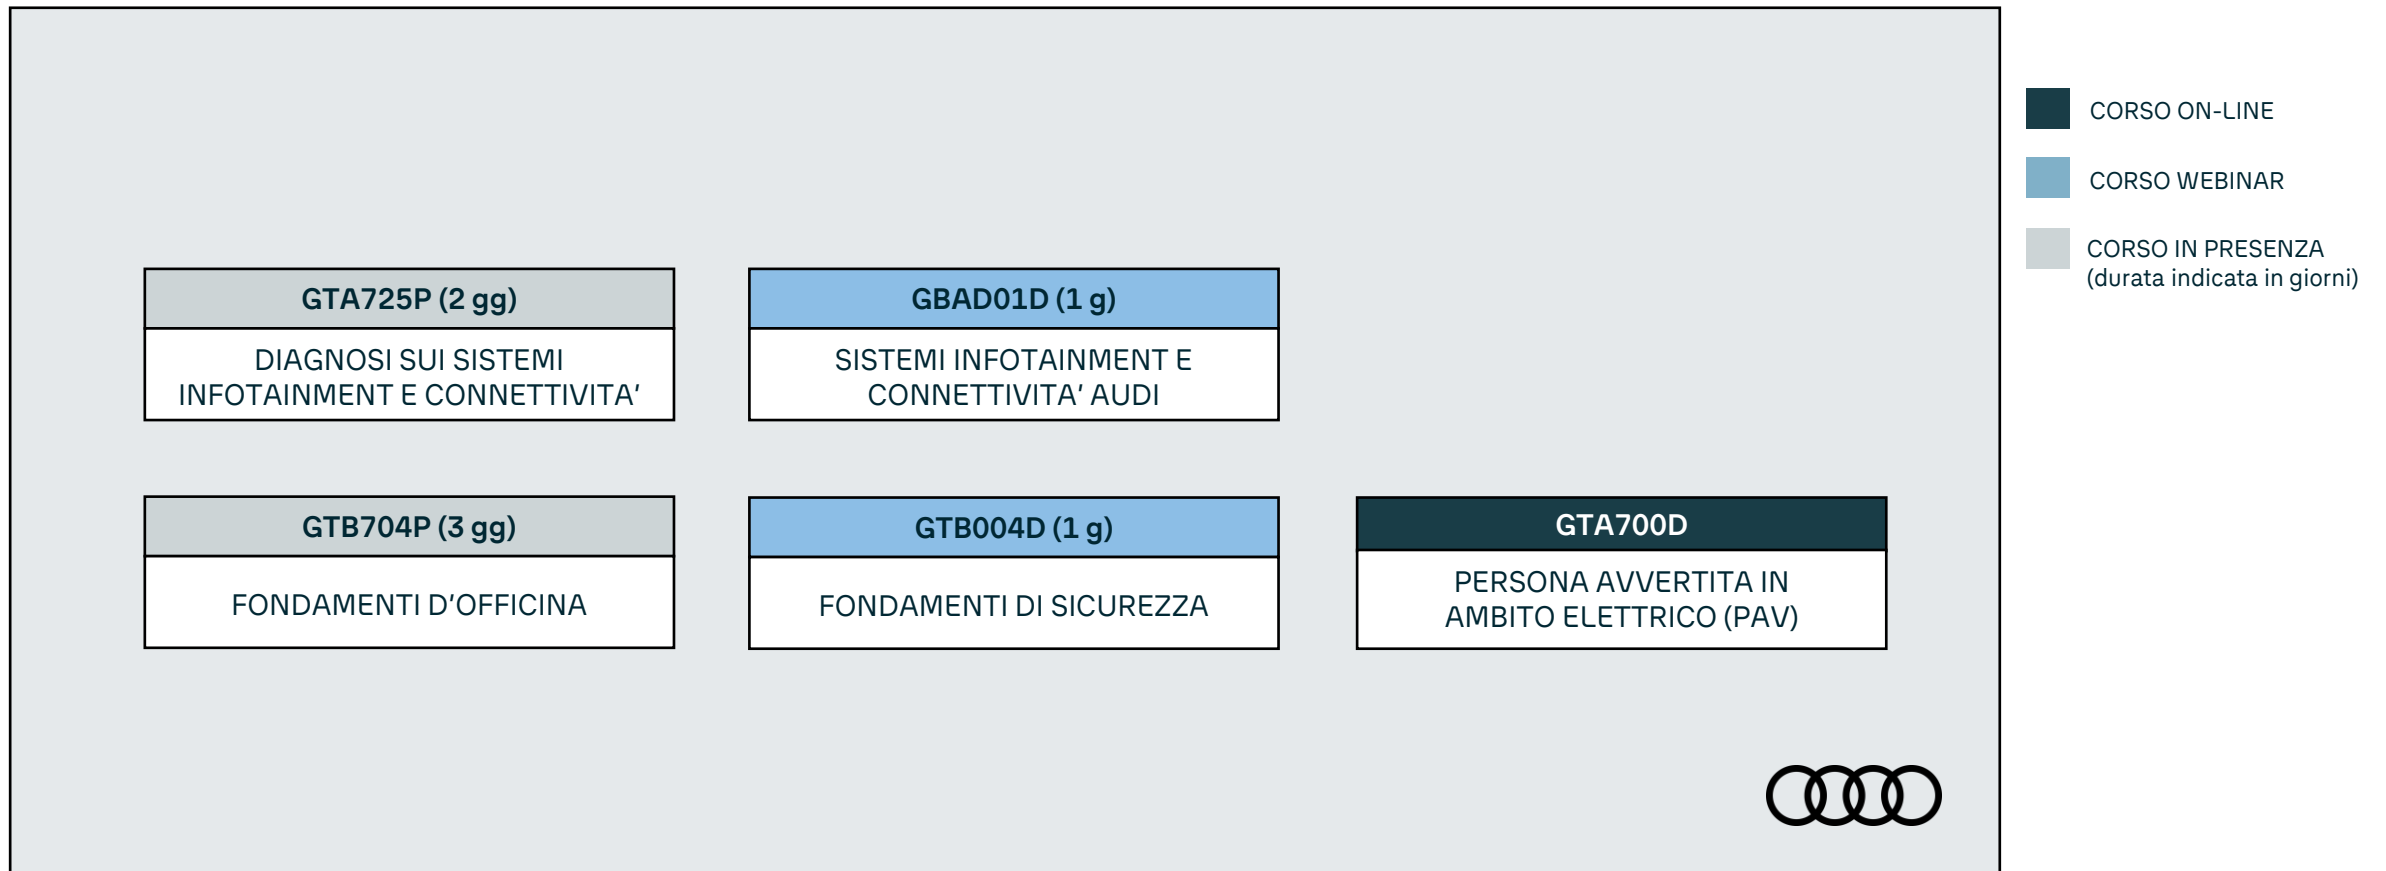 GTA725P (2 gg)
DIAGNOSI SUI SISTEMI
INFOTAINMENT E CONNETTIVITA'
GBAD01D (1 g)
SISTEMI INFOTAINMENT E
CONNETTIVITA' AUDI
GTB704P (3 gg)
FONDAMENTI D'OFFICINA
GTB004D (1 g)
FONDAMENTI DI SICUREZZA
GTA700D
PERSONA AVVERTITA IN
AMBITO ELETTRICO (PAV)
CORSO ON-LINE
CORSO WEBINAR
CORSO IN PRESENZA
(durata indicata in giorni)